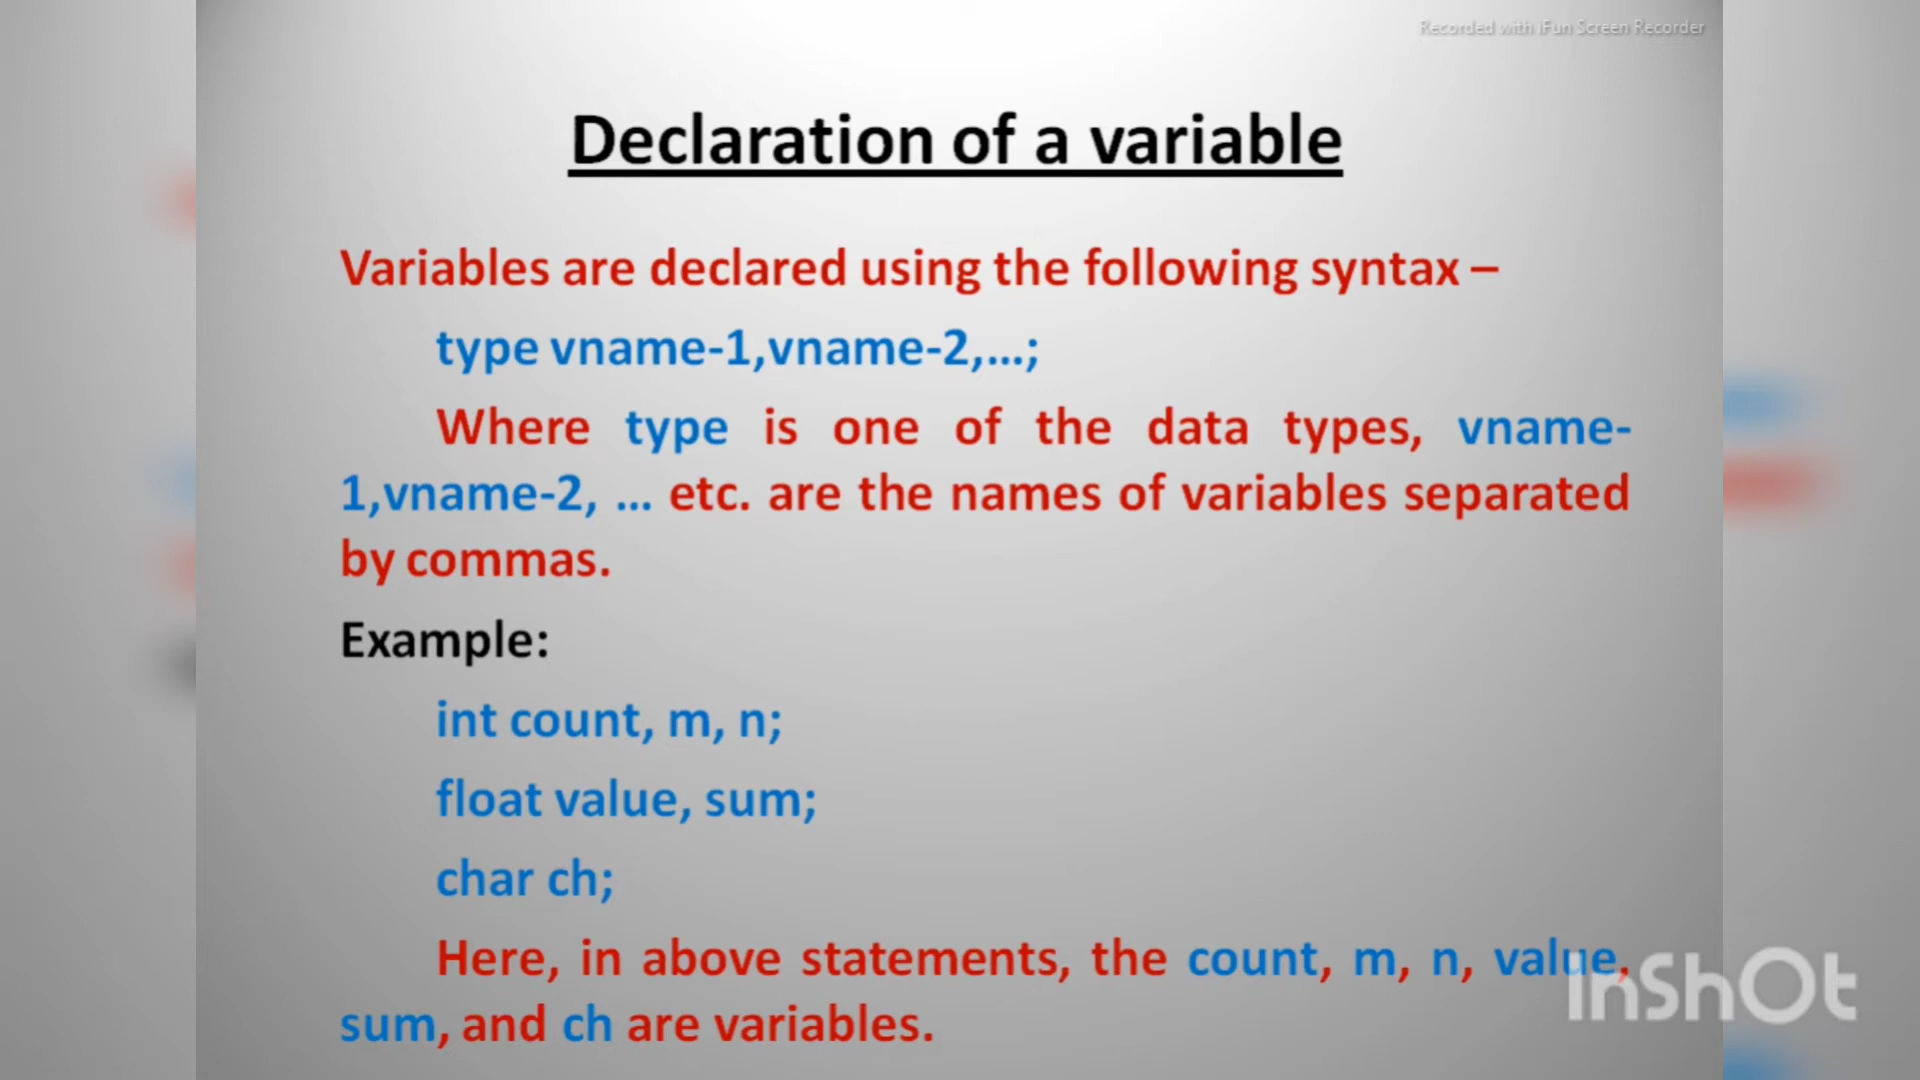 Recorded with iFun Screen Recorder
Declaration of a variable
Variables are declared using the following syntax –
type vname-1,vname-2,...;
Where type is one of the data types, vname-
1,vname-2, ... etc. are the names of variables separated
by commas.
Example:
int count, m, n;
float value, sum;
char ch;
Here, in above statements, the count, m, n, value,
sum, and ch are variables.
InShOt